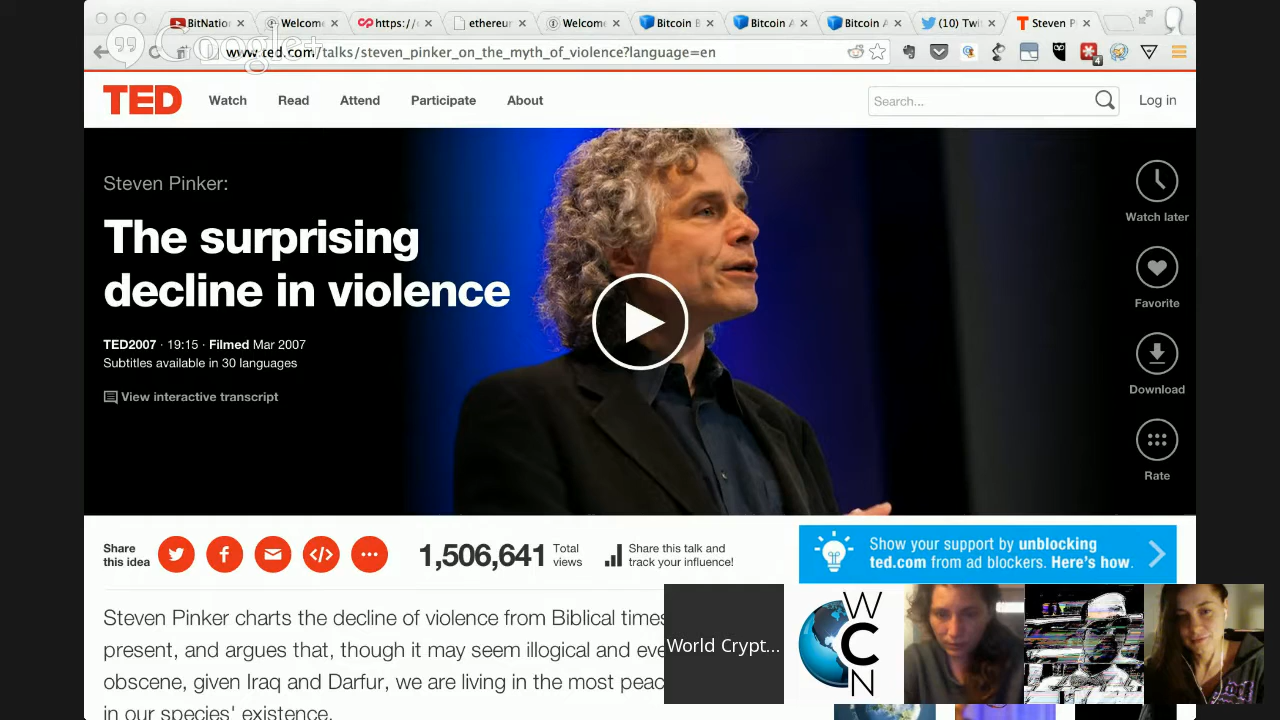 BitNatio
Welcome
https:/
ethereur
Welcome
Bitcoin B
Bitcoin A
Bitcoin A
(10) Twi
Steven P
Google+
www.ted.com/talks/steven_pinker_on_the_myth_of_violence?language=en
4
TED
Watch
Read
Attend
Participate
About
Search...
Log in
Steven Pinker:
The surprising
decline in violence
TED2007 · 19:15 · Filmed Mar 2007
Subtitles available in 30 languages
View interactive transcript
Watch later
Favorite
Download
Rate
Share
this idea
1,506,641
Total
views
Share this talk and
track your influence!
Show your support by unblocking
ted.com from ad blockers. Here's how.
Steven Pinker charts the decline of violence from Biblical times
present, and argues that, though it may seem illogical and eve
obscene, given Iraq and Darfur, we are living in the most peac
in our species' existence.
World Crypt...
WCN